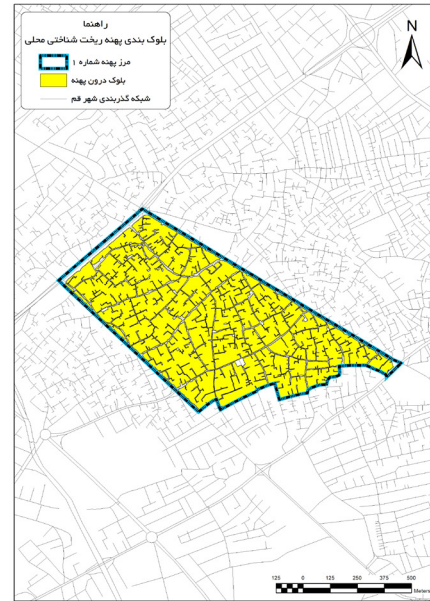 راهنما
بلوک بندی پهنه ریخت شناختی محلی
مرز پهنه شماره ۱
بلوک درون پهنه
شبکه گذربندی شهر قم
N
125 0 125 250 375 500
Meters